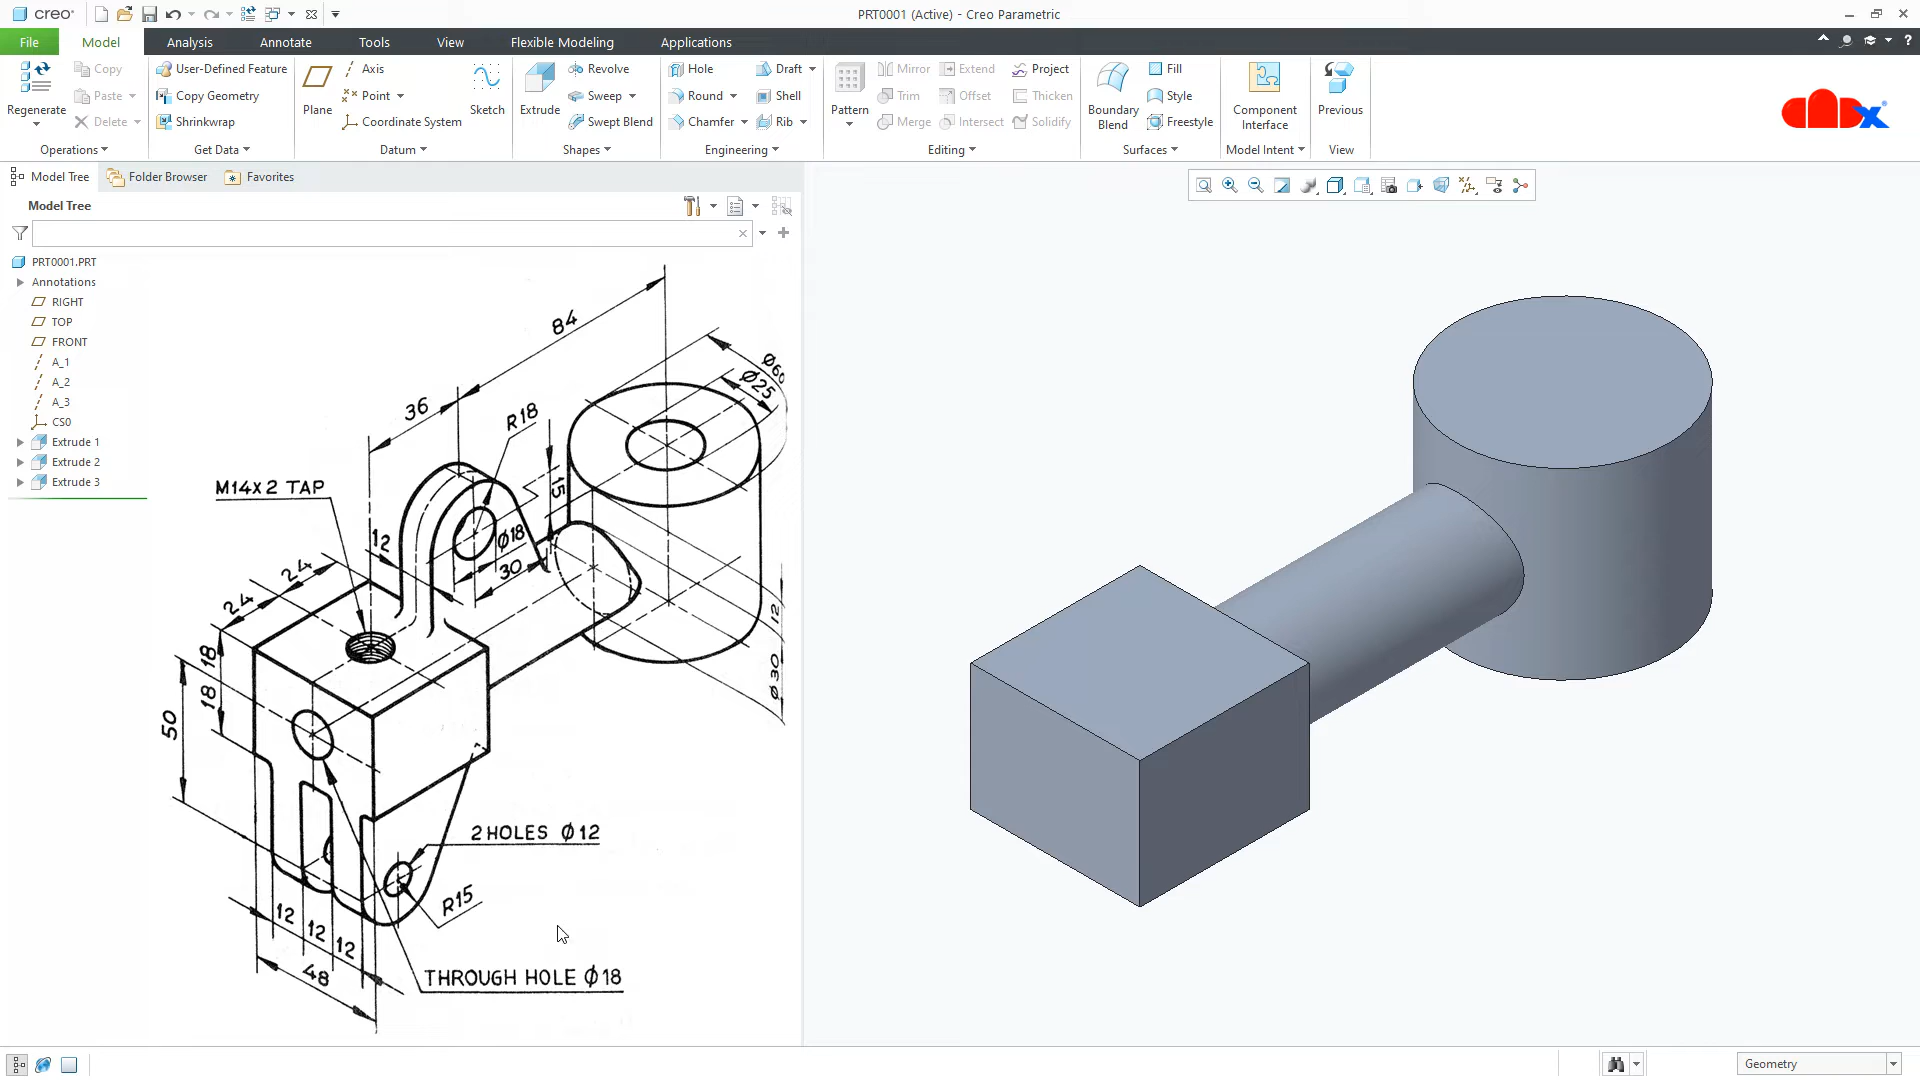 creo
PRT0001 (Active) - Creo Parametric
File Model Analysis Annotate Tools View Flexible Modeling Applications
Regenerate
Copy
Paste
Delete
Operations
User-Defined Feature
Copy Geometry
Shrinkwrap
Get Data
Plane
Axis
Point
Coordinate System
Sketch
Datum
Extrude
Revolve
Sweep
Swept Blend
Shapes
Hole
Round
Chamfer
Draft
Shell
Rib
Engineering
Pattern
Mirror
Trim
Merge
Extend
Offset
Intersect
Project
Thicken
Solidify
Editing
Boundary
Blend
Fill
Style
Freestyle
Surfaces
Component
Interface
Model Intent
Previous
View
Model Tree Folder Browser Favorites
Model Tree
PRT0001.PRT
Annotations
RIGHT
TOP
FRONT
A_1
A_2
A_3
CS0
Extrude 1
Extrude 2
Extrude 3
84
36
R18
Ø60
Ø25
M14X2 TAP
15
12
Ø18
30
24
24
18
18
50
12
Ø30
2 HOLES Ø12
R15
12
12
12
48
THROUGH HOLE Ø18
Geometry